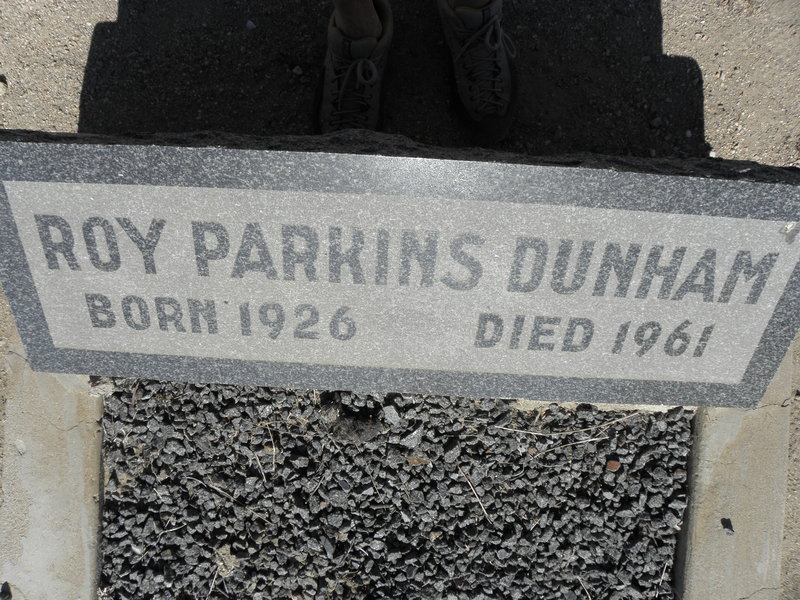 ROY PARKINS DUNHAM
BORN 1926 DIED 1961